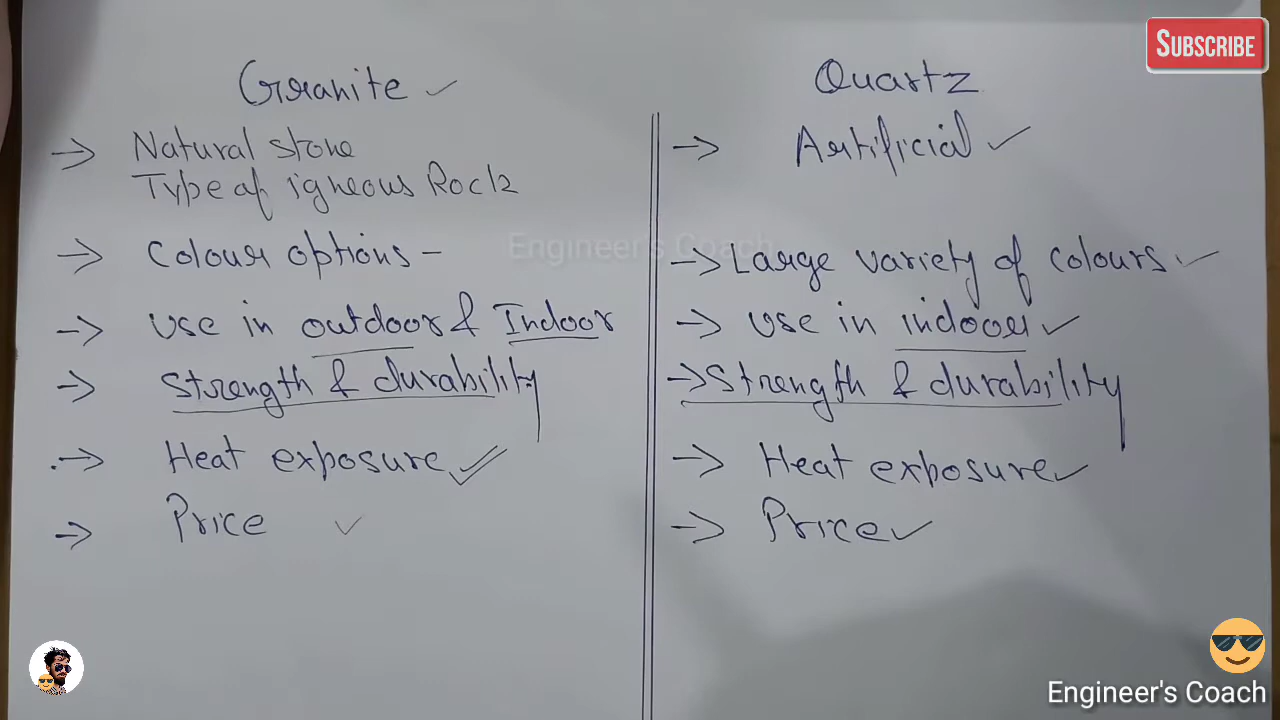 SUBSCRIBE
Granite ✓
→ Natural stone
Type of igneous Rock
→ Colour options -
→ Use in outdoor & Indoor
→ Strength & durability
→ Heat exposure ✓
→ Price ✓
Quartz
→ Artificial ✓
→ Large variety of colours ✓
→ Use in indoor ✓
→ Strength & durability
→ Heat exposure ✓
→ Price ✓
Engineer's Coach
Engineer's Coach